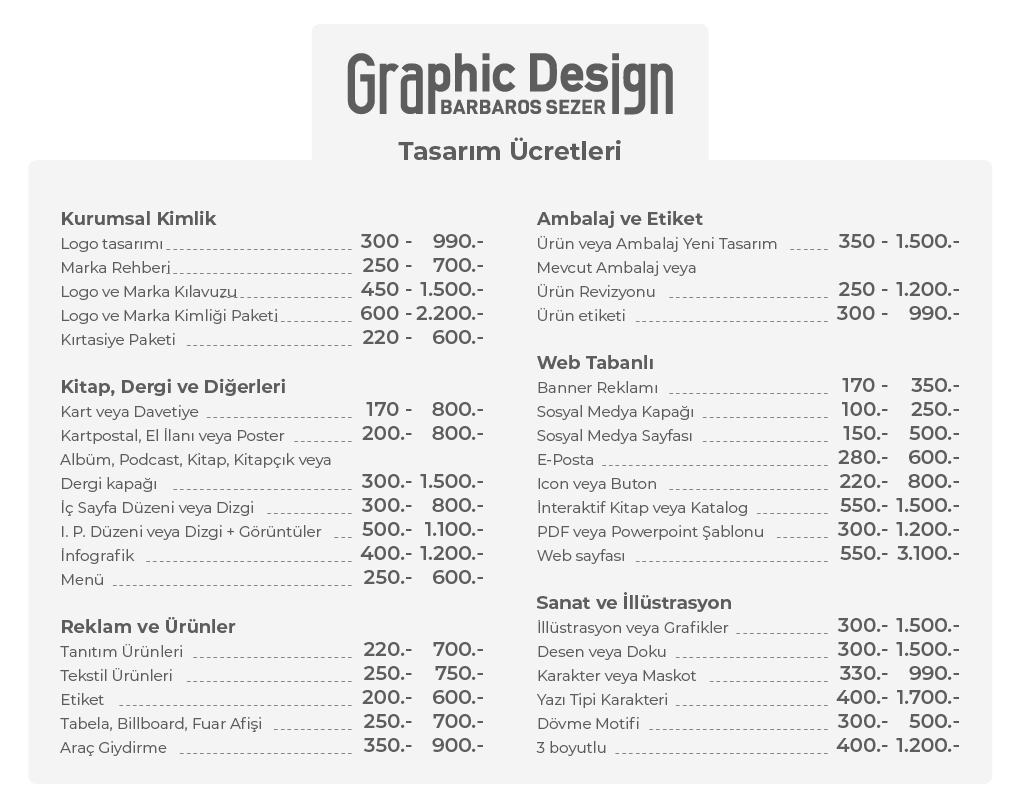 Graphic Design
BARBAROS SEZER
Tasarım Ücretleri
Kurumsal Kimlik
Logo tasarımı 300 - 990.-
Marka Rehberi 250 - 700.-
Logo ve Marka Kılavuzu 450 - 1.500.-
Logo ve Marka Kimliği Paketi 600 - 2.200.-
Kırtasiye Paketi 220 - 600.-
Kitap, Dergi ve Diğerleri
Kart veya Davetiye 170 - 800.-
Kartpostal, El İlanı veya Poster 200.- 800.-
Albüm, Podcast, Kitap, Kitapçık veya
Dergi kapağı 300.- 1.500.-
İç Sayfa Düzeni veya Dizgi 300.- 800.-
I. P. Düzeni veya Dizgi + Görüntüler 500.- 1.100.-
İnfografik 400.- 1.200.-
Menü 250.- 600.-
Reklam ve Ürünler
Tanıtım Ürünleri 220.- 700.-
Tekstil Ürünleri 250.- 750.-
Etiket 200.- 600.-
Tabela, Billboard, Fuar Afişi 250.- 700.-
Araç Giydirme 350.- 900.-
Ambalaj ve Etiket
Ürün veya Ambalaj Yeni Tasarım 350 - 1.500.-
Mevcut Ambalaj veya
Ürün Revizyonu 250 - 1.200.-
Ürün etiketi 300 - 990.-
Web Tabanlı
Banner Reklamı 170 - 350.-
Sosyal Medya Kapağı 100.- 250.-
Sosyal Medya Sayfası 150.- 500.-
E-Posta 280.- 600.-
Icon veya Buton 220.- 800.-
İnteraktif Kitap veya Katalog 550.- 1.500.-
PDF veya Powerpoint Şablonu 300.- 1.200.-
Web sayfası 550.- 3.100.-
Sanat ve İllüstrasyon
İllüstrasyon veya Grafikler 300.- 1.500.-
Desen veya Doku 300.- 1.500.-
Karakter veya Maskot 330.- 990.-
Yazı Tipi Karakteri 400.- 1.700.-
Dövme Motifi 300.- 500.-
3 boyutlu 400.- 1.200.-